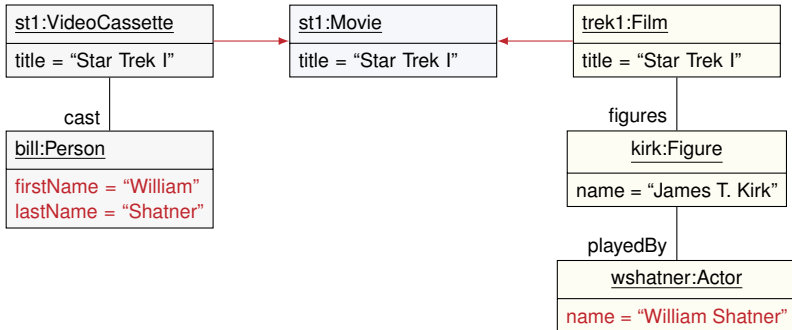 st1:VideoCassette
title = “Star Trek I”
st1:Movie
title = “Star Trek I”
trek1:Film
title = “Star Trek I”
cast
bill:Person
firstName = “William”
lastName = “Shatner”
figures
kirk:Figure
name = “James T. Kirk”
playedBy
wshatner:Actor
name = “William Shatner”